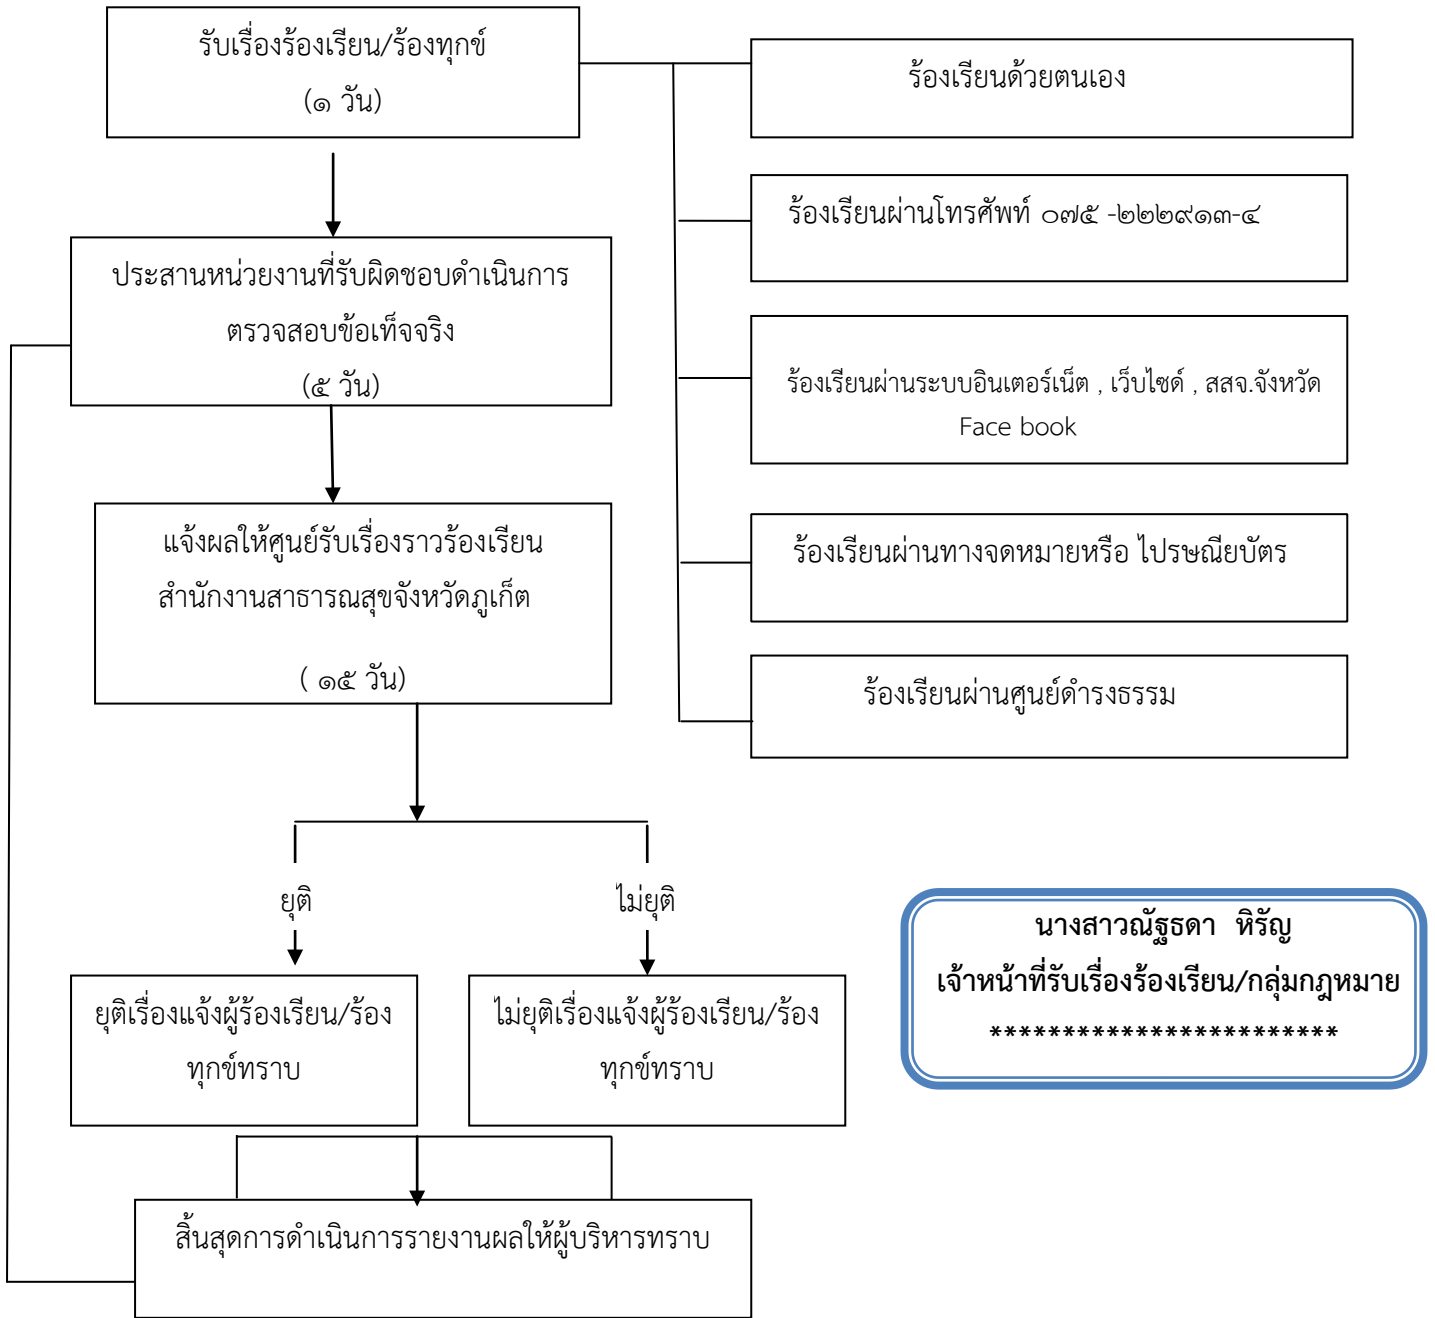 รับเรื่องร้องเรียน/ร้องทุกข์
(๑ วัน)
ร้องเรียนด้วยตนเอง
ร้องเรียนผ่านโทรศัพท์ ๐๗๕ -๒๒๒๙๑๓-๔
ประสานหน่วยงานที่รับผิดชอบดำเนินการ
ตรวจสอบข้อเท็จจริง
(๕ วัน)
ร้องเรียนผ่านระบบอินเตอร์เน็ต , เว็บไซด์ , สสจ.จังหวัด
Face book
แจ้งผลให้ศูนย์รับเรื่องราวร้องเรียน
สำนักงานสาธารณสุขจังหวัดภูเก็ต
( ๑๕ วัน)
ร้องเรียนผ่านทางจดหมายหรือ ไปรษณียบัตร
ร้องเรียนผ่านศูนย์ดำรงธรรม
ยุติ
ไม่ยุติ
ยุติเรื่องแจ้งผู้ร้องเรียน/ร้อง
ทุกข์ทราบ
ไม่ยุติเรื่องแจ้งผู้ร้องเรียน/ร้อง
ทุกข์ทราบ
นางสาวณัฐธดา หิรัญ
เจ้าหน้าที่รับเรื่องร้องเรียน/กลุ่มกฎหมาย
************************
สิ้นสุดการดำเนินการรายงานผลให้ผู้บริหารทราบ